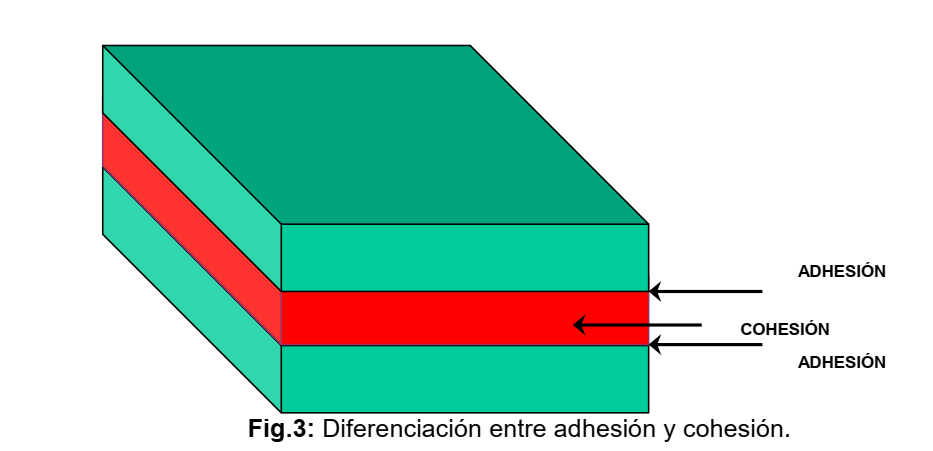 ADHESIÓN
COHESIÓN
ADHESIÓN
Fig.3: Diferenciación entre adhesión y cohesión.